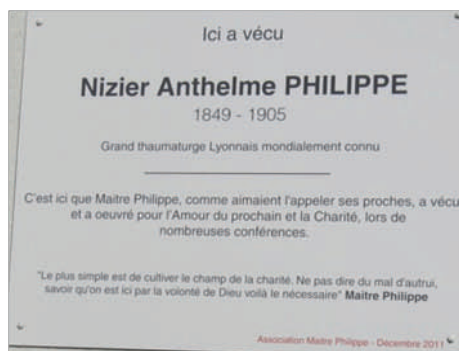 Ici a vécu
Nizier Anthelme PHILIPPE
1849 - 1905
Grand thaumaturge Lyonnais mondialement connu
C'est ici que Maitre Philippe, comme aimaient l'appeler ses proches, a vécu
et a oeuvré pour l'Amour du prochain et la Charité, lors de
nombreuses conférences.
"Le plus simple est de cultiver le champ de la charité. Ne pas dire du mal d'autrui,
savoir qu'on est ici par la volonté de Dieu voilà le nécessaire" Maitre Philippe
Association Maitre Philippe - Décembre 2011